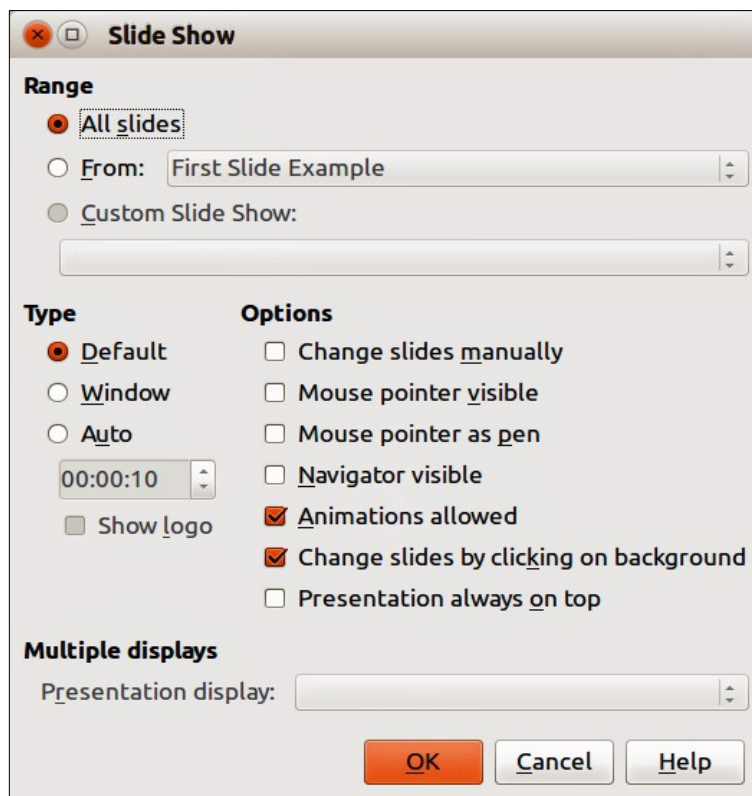 Slide Show
Range
All slides
From: First Slide Example
Custom Slide Show:
Type
Default
Window
Auto
00:00:10
Show logo
Options
Change slides manually
Mouse pointer visible
Mouse pointer as pen
Navigator visible
Animations allowed
Change slides by clicking on background
Presentation always on top
Multiple displays
Presentation display:
OK Cancel Help